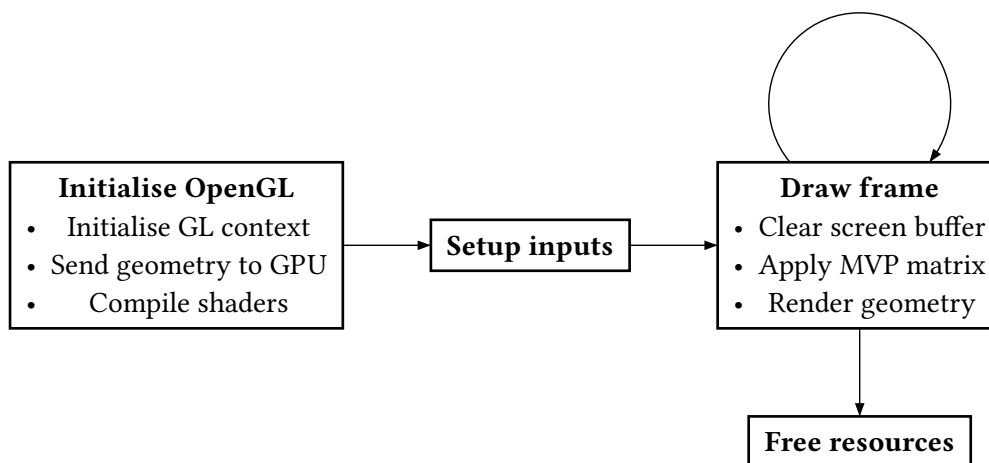 Initialise OpenGL
• Initialise GL context
• Send geometry to GPU
• Compile shaders
Setup inputs
Draw frame
• Clear screen buffer
• Apply MVP matrix
• Render geometry
Free resources